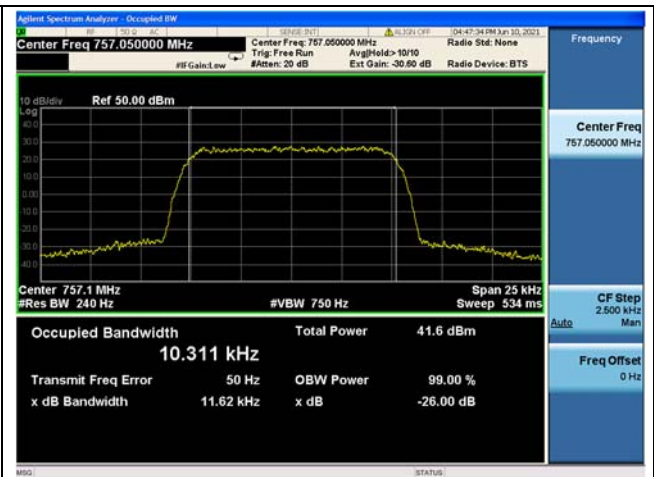 Agilent Spectrum Analyzer - Occupied BW
RF 50 Ω AC SENSE:INT ALIGN OFF 04:47:34 PM Jun 10, 2021
Center Freq 757.050000 MHz
Center Freq: 757.050000 MHz
Radio Std: None
Trig: Free Run Avg|Hold:> 10/10
#IFGain:Low #Atten: 20 dB Ext Gain: -30.60 dB Radio Device: BTS
Frequency
10 dB/div Ref 50.00 dBm
Log
40.0
30.0
20.0
10.0
0.00
-10.0
-20.0
-30.0
-40.0
Center Freq
757.050000 MHz
Center 757.1 MHz Span 25 kHz
#Res BW 240 Hz #VBW 750 Hz Sweep 534 ms
CF Step
2.500 kHz
Auto Man
Occupied Bandwidth Total Power 41.6 dBm
10.311 kHz
Freq Offset
0 Hz
Transmit Freq Error 50 Hz OBW Power 99.00 %
x dB Bandwidth 11.62 kHz x dB -26.00 dB
MSG STATUS